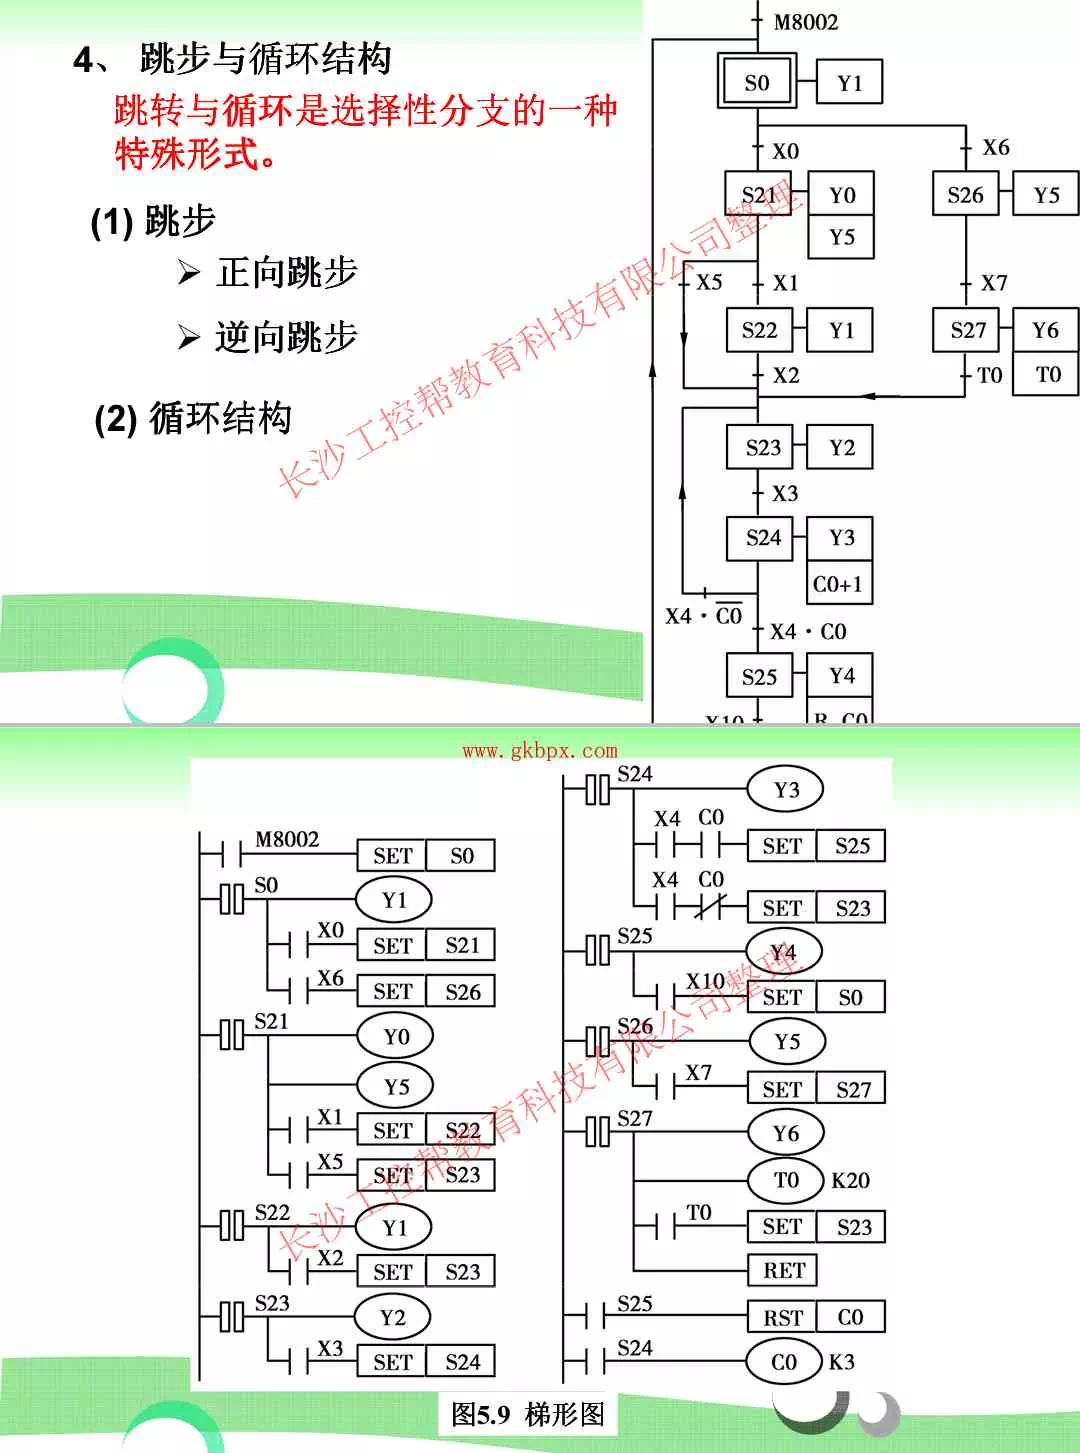 4、 跳步与循环结构
跳转与循环是选择性分支的一种
特殊形式。
(1) 跳步
➢ 正向跳步
➢ 逆向跳步
(2) 循环结构
M8002
S0 Y1
X0 X6
S21 Y0 S26 Y5
Y5
X5 X1 X7
S22 Y1 S27 Y6
X2 T0 T0
S23 Y2
X3
S24 Y3
C0+1
X4·C̅0̅
X4·C0
S25 Y4
X10 R C0
长沙工控帮教育科技有限公司整理
www.gkbpx.com
M8002
SET S0
S0 Y1
X0 SET S21
X6 SET S26
S21 Y0
Y5
X1 SET S22
X5 SET S23
S22 Y1
X2 SET S23
S23 Y2
X3 SET S24
S24 Y3
X4 C0 SET S25
X4 C0 SET S23
S25 Y4
X10 SET S0
S26 Y5
X7 SET S27
S27 Y6
T0 K20
T0 SET S23
RET
S25 RST C0
S24 C0 K3
长沙工控帮教育科技有限公司整理
图5.9 梯形图